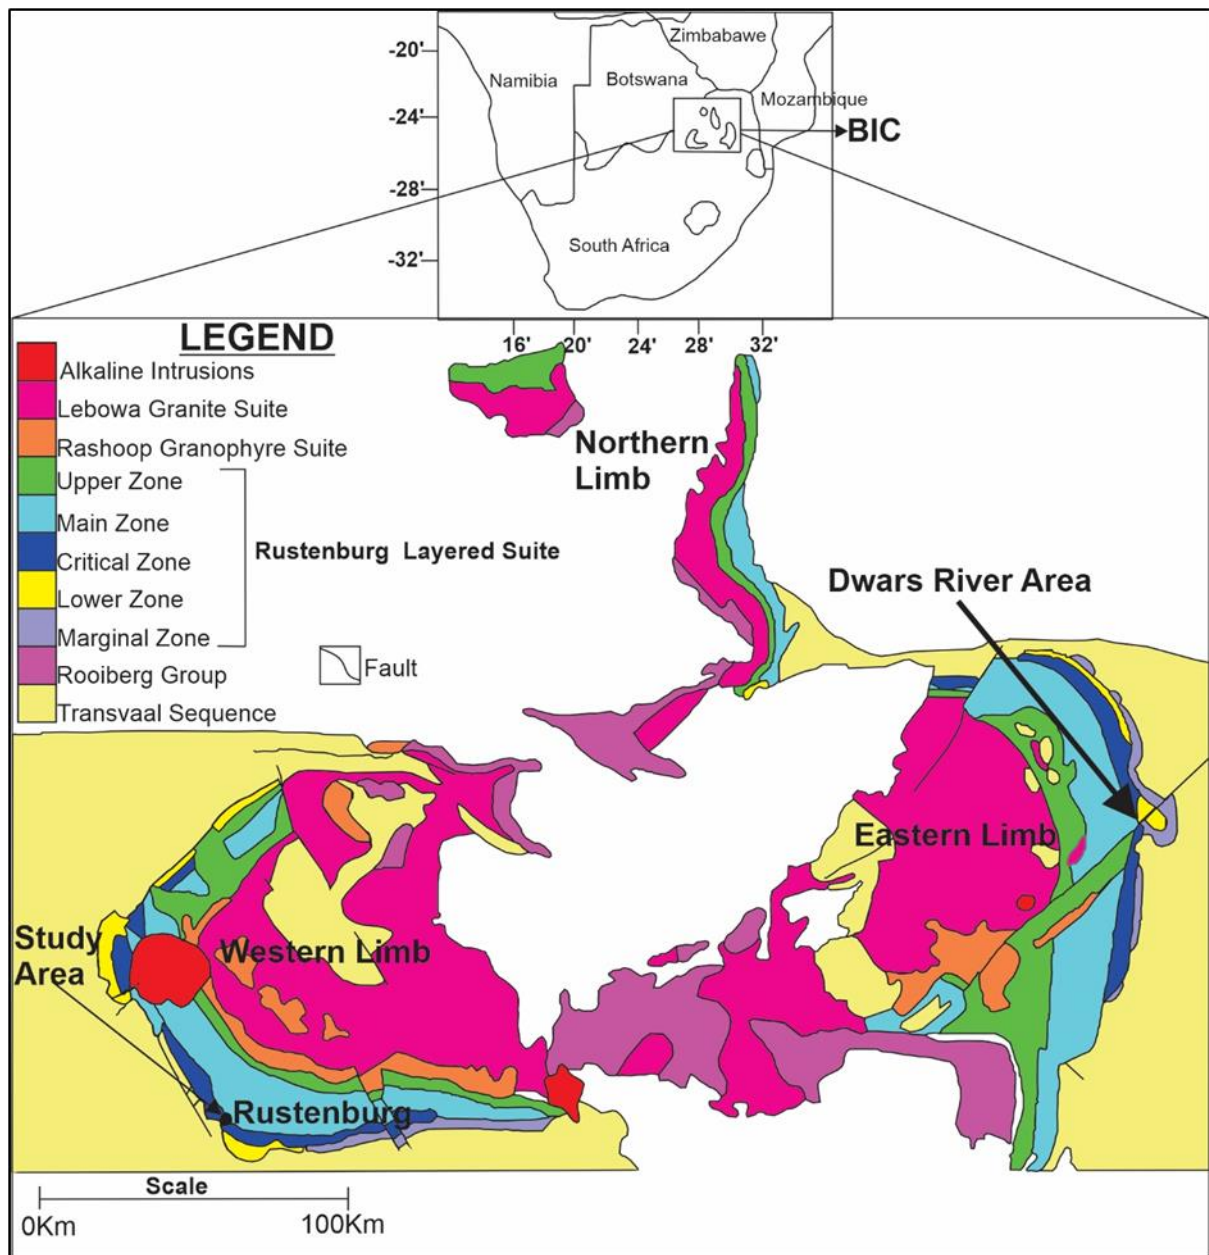 Zimbabawe
-20'
Namibia
Botswana
Mozambique
-24'
BIC
-28'
South Africa
-32'
16'
20'
24'
28'
32'
LEGEND
Alkaline Intrusions
Lebowa Granite Suite
Rashoop Granophyre Suite
Upper Zone
Main Zone
Critical Zone
Lower Zone
Marginal Zone
Rooiberg Group
Transvaal Sequence
Rustenburg Layered Suite
Fault
Northern
Limb
Dwars River Area
Eastern Limb
Study
Area
Western Limb
Rustenburg
Scale
0Km
100Km